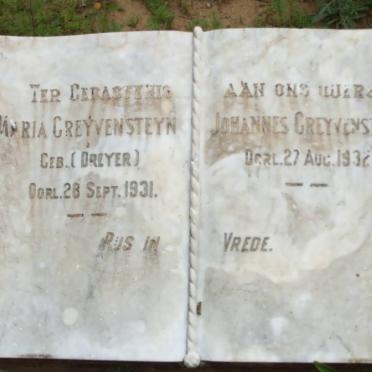 TER GEDAGTENIS
MARIA GREYVENSTEYN
GEB. (DREYER)
OORL. 28 SEPT. 1931.
RUS IN
AAN ONS
JOHANNES
OORL. 27 AUG. 1932
VREDE.